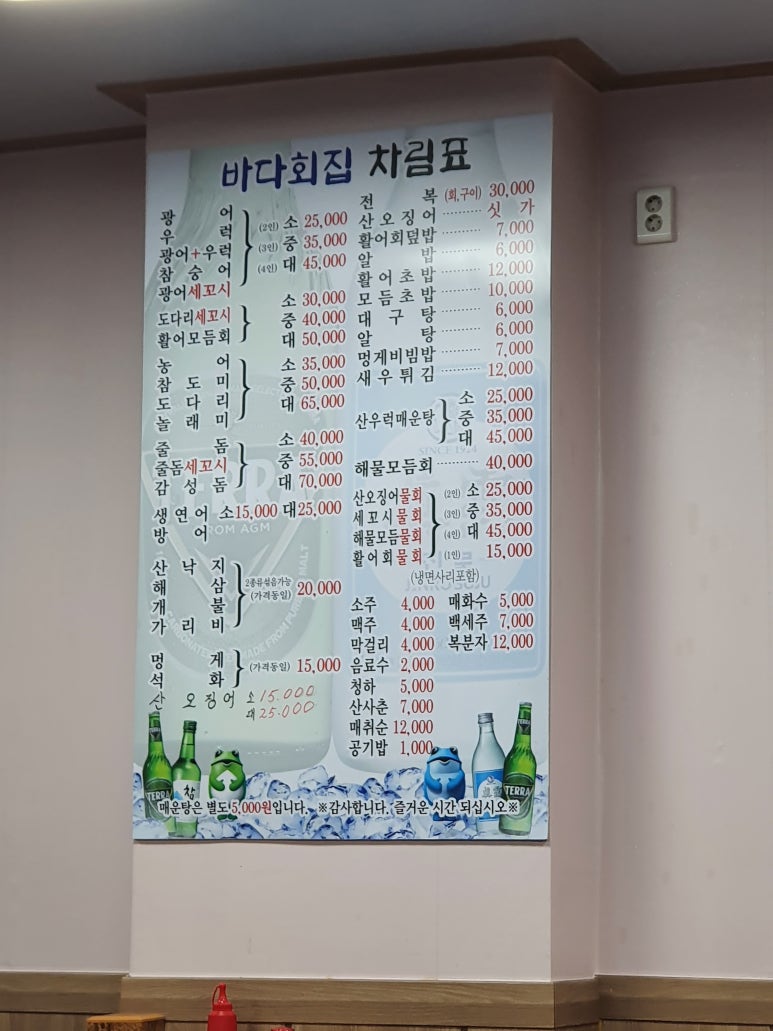 바다회집 차림표
광어
우럭
광어+우럭
참숭어
광어세꼬시
(2인) 소 25,000
(3인) 중 35,000
(4인) 대 45,000
도다리세꼬시
활어모듬회
소 30,000
중 40,000
대 50,000
농어
참도미
도다리
놀래미
소 35,000
중 50,000
대 65,000
줄돔
줄돔세꼬시
감성돔
소 40,000
중 55,000
대 70,000
생연어 소15,000 대25,000
방어
산낙지
해삼
개불
가리비
2종류섞음가능
(가격동일) 20,000
멍게
석화
(가격동일) 15,000
산오징어 소 15.000
대 25.000
전복 (회,구이) 30,000
산오징어 싯가
활어회덮밥 7,000
알밥 6,000
활어초밥 12,000
모듬초밥 10,000
대구탕 6,000
알탕 6,000
멍게비빔밥 7,000
새우튀김 12,000
산우럭매운탕
소 25,000
중 35,000
대 45,000
해물모듬회 40,000
산오징어물회 (2인) 소 25,000
세꼬시물회 (3인) 중 35,000
해물모듬물회 (4인) 대 45,000
활어회물회 (1인) 15,000
(냉면사리포함)
소주 4,000
맥주 4,000
막걸리 4,000
음료수 2,000
청하 5,000
산사춘 7,000
매취순 12,000
공기밥 1,000
매화수 5,000
백세주 7,000
복분자 12,000
매운탕은 별도 5,000원입니다. ※감사합니다. 즐거운 시간 되십시오※
TERRA
FROM AGM
SINCE 1924
참
TERRA
TERRA